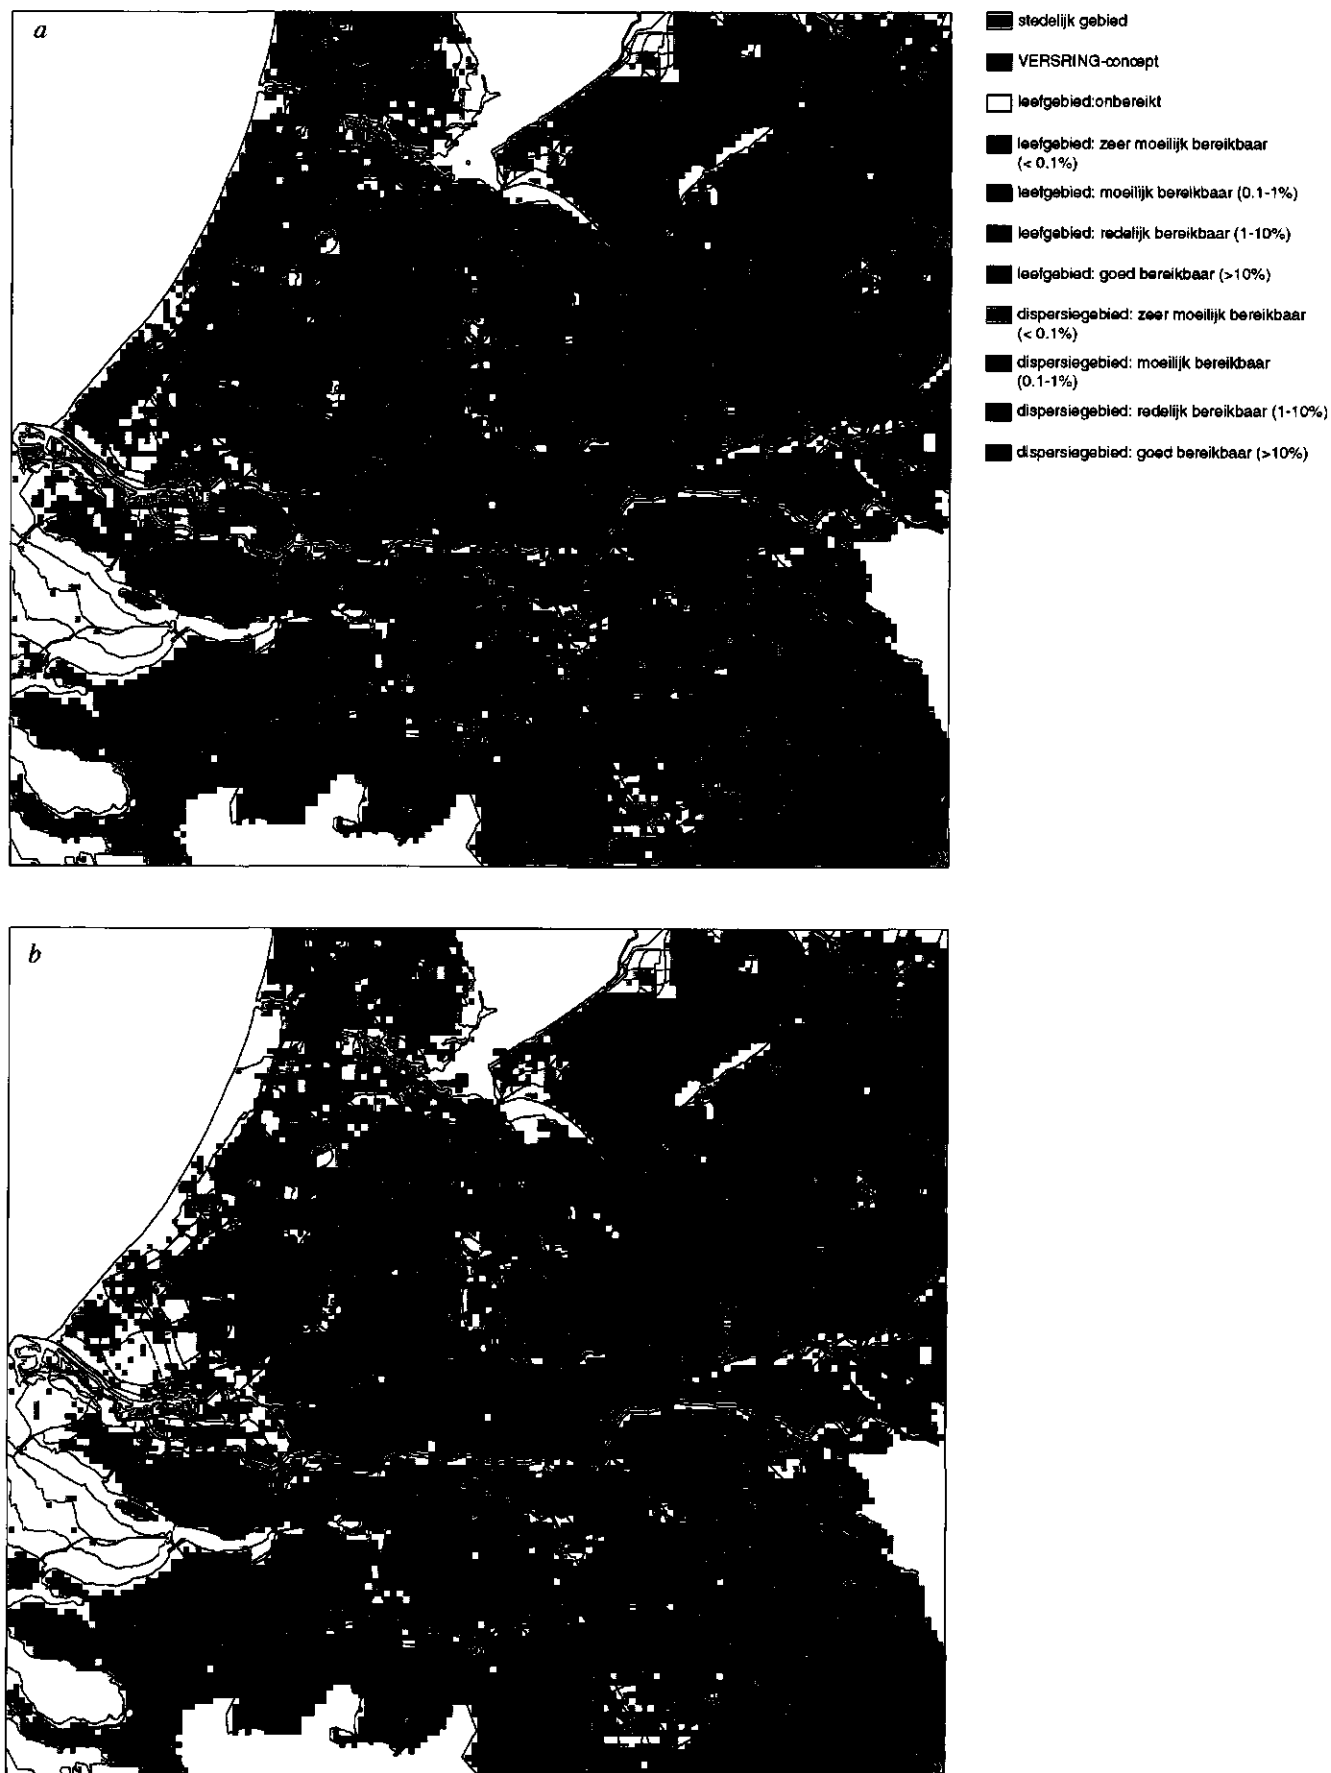 a
stedelijk gebied
VERSRING-concept
leefgebied:onbereikt
leefgebied: zeer moeilijk bereikbaar
(< 0.1%)
leefgebied: moeilijk bereikbaar (0.1-1%)
leefgebied: redelijk bereikbaar (1-10%)
leefgebied: goed bereikbaar (>10%)
dispersiegebied: zeer moeilijk bereikbaar
(< 0.1%)
dispersiegebied: moeilijk bereikbaar
(0.1-1%)
dispersiegebied: redelijk bereikbaar (1-10%)
dispersiegebied: goed bereikbaar (>10%)
b